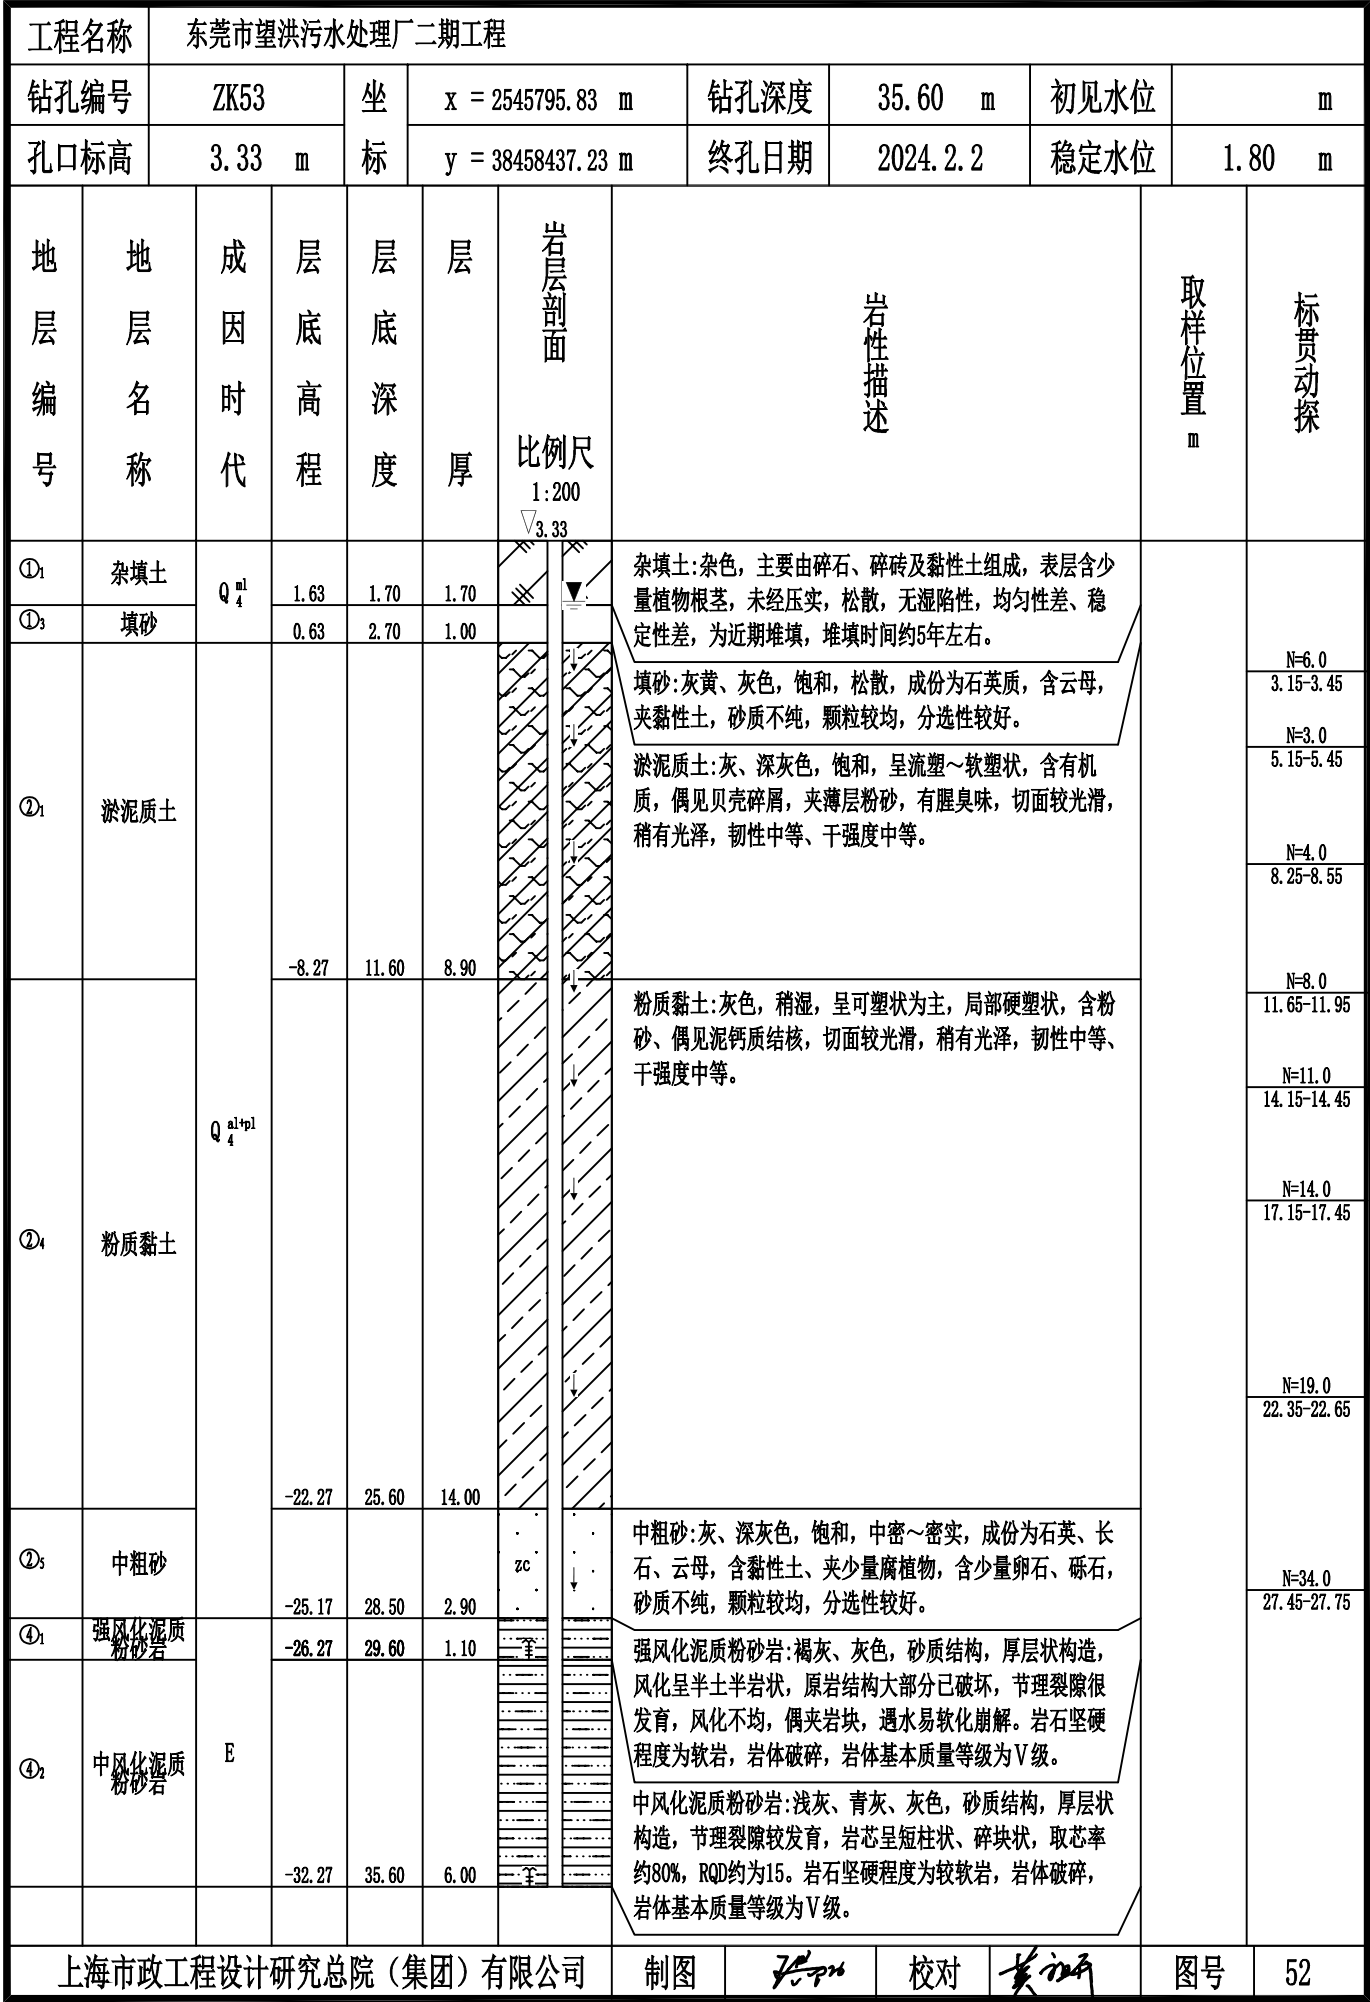 工程名称 东莞市望洪污水处理厂二期工程
钻孔编号 ZK53 坐标 x = 2545795.83 m 钻孔深度 35.60 m 初见水位 m
孔口标高 3.33 m y = 38458437.23 m 终孔日期 2024.2.2 稳定水位 1.80 m
地层编号 地层名称 成因时代 层底高程 层底深度 层厚 岩层剖面 比例尺 1:200 岩性描述 取样位置 m 标贯动探
3.33
①1 杂填土 Q4ml 1.63 1.70 1.70
杂填土:杂色，主要由碎石、碎砖及黏性土组成，表层含少
量植物根茎，未经压实，松散，无湿陷性，均匀性差、稳
定性差，为近期堆填，堆填时间约5年左右。
①3 填砂 0.63 2.70 1.00
填砂:灰黄、灰色，饱和，松散，成份为石英质，含云母，
夹黏性土，砂质不纯，颗粒较均，分选性较好。
N=6.0
3.15-3.45
N=3.0
5.15-5.45
②1 淤泥质土 -8.27 11.60 8.90
淤泥质土:灰、深灰色，饱和，呈流塑～软塑状，含有机
质，偶见贝壳碎屑，夹薄层粉砂，有腥臭味，切面较光滑，
稍有光泽，韧性中等、干强度中等。
N=4.0
8.25-8.55
N=8.0
11.65-11.95
Q4al+pl
②4 粉质黏土 -22.27 25.60 14.00
粉质黏土:灰色，稍湿，呈可塑状为主，局部硬塑状，含粉
砂、偶见泥钙质结核，切面较光滑，稍有光泽，韧性中等、
干强度中等。
N=11.0
14.15-14.45
N=14.0
17.15-17.45
N=19.0
22.35-22.65
②5 中粗砂 -25.17 28.50 2.90 zc
中粗砂:灰、深灰色，饱和，中密～密实，成份为石英、长
石、云母，含黏性土、夹少量腐植物，含少量卵石、砾石，
砂质不纯，颗粒较均，分选性较好。
N=34.0
27.45-27.75
④1 强风化泥质粉砂岩 -26.27 29.60 1.10
强风化泥质粉砂岩:褐灰、灰色，砂质结构，厚层状构造，
风化呈半土半岩状，原岩结构大部分已破坏，节理裂隙很
发育，风化不均，偶夹岩块，遇水易软化崩解。岩石坚硬
程度为软岩，岩体破碎，岩体基本质量等级为Ⅴ级。
④2 中风化泥质粉砂岩 E -32.27 35.60 6.00
中风化泥质粉砂岩:浅灰、青灰、灰色，砂质结构，厚层状
构造，节理裂隙较发育，岩芯呈短柱状、碎块状，取芯率
约80%，RQD约为15。岩石坚硬程度为较软岩，岩体破碎，
岩体基本质量等级为Ⅴ级。
上海市政工程设计研究总院（集团）有限公司 制图 校对 图号 52